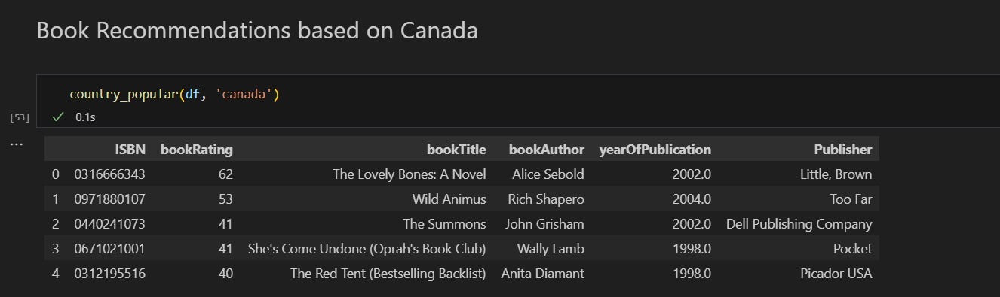 Book Recommendations based on Canada
country_popular(df, 'canada')
[53] ✓ 0.1s
...
ISBN bookRating bookTitle bookAuthor yearOfPublication Publisher
0 0316666343 62 The Lovely Bones: A Novel Alice Sebold 2002.0 Little, Brown
1 0971880107 53 Wild Animus Rich Shapero 2004.0 Too Far
2 0440241073 41 The Summons John Grisham 2002.0 Dell Publishing Company
3 0671021001 41 She's Come Undone (Oprah's Book Club) Wally Lamb 1998.0 Pocket
4 0312195516 40 The Red Tent (Bestselling Backlist) Anita Diamant 1998.0 Picador USA